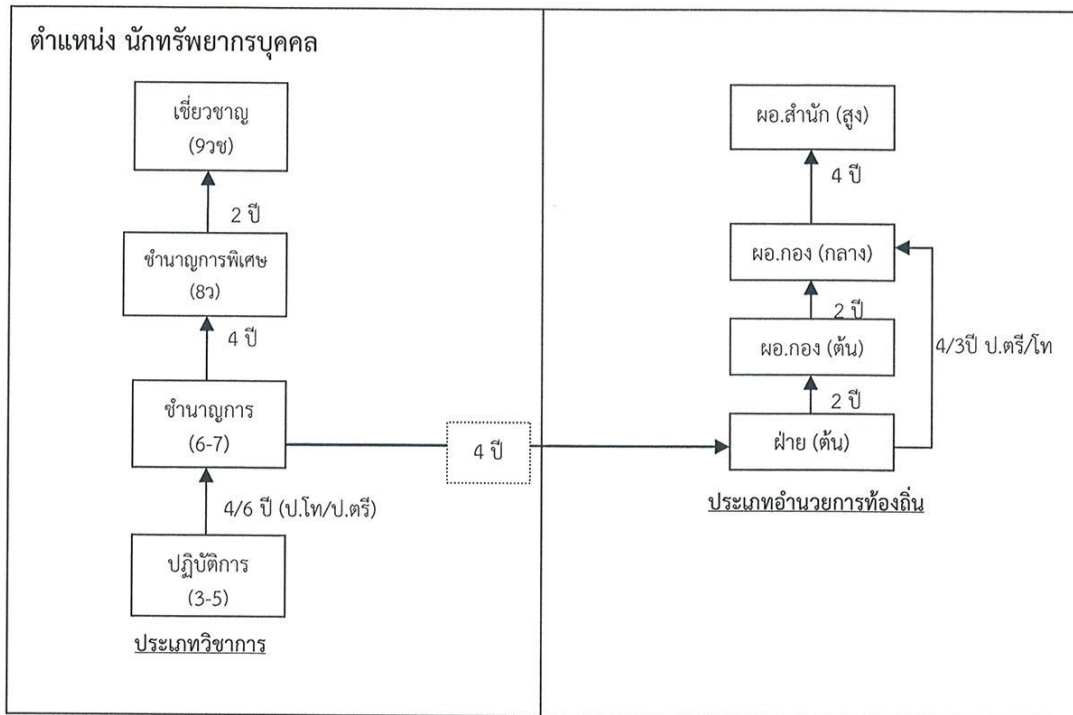 ตำแหน่ง นักทรัพยากรบุคคล
เชี่ยวชาญ
(9วช)
2 ปี
ชำนาญการพิเศษ
(8ว)
4 ปี
ชำนาญการ
(6-7)
4/6 ปี (ป.โท/ป.ตรี)
ปฏิบัติการ
(3-5)
ประเภทวิชาการ
4 ปี
ผอ.สำนัก (สูง)
4 ปี
ผอ.กอง (กลาง)
2 ปี
ผอ.กอง (ต้น)
4/3ปี ป.ตรี/โท
2 ปี
ฝ่าย (ต้น)
ประเภทอำนวยการท้องถิ่น